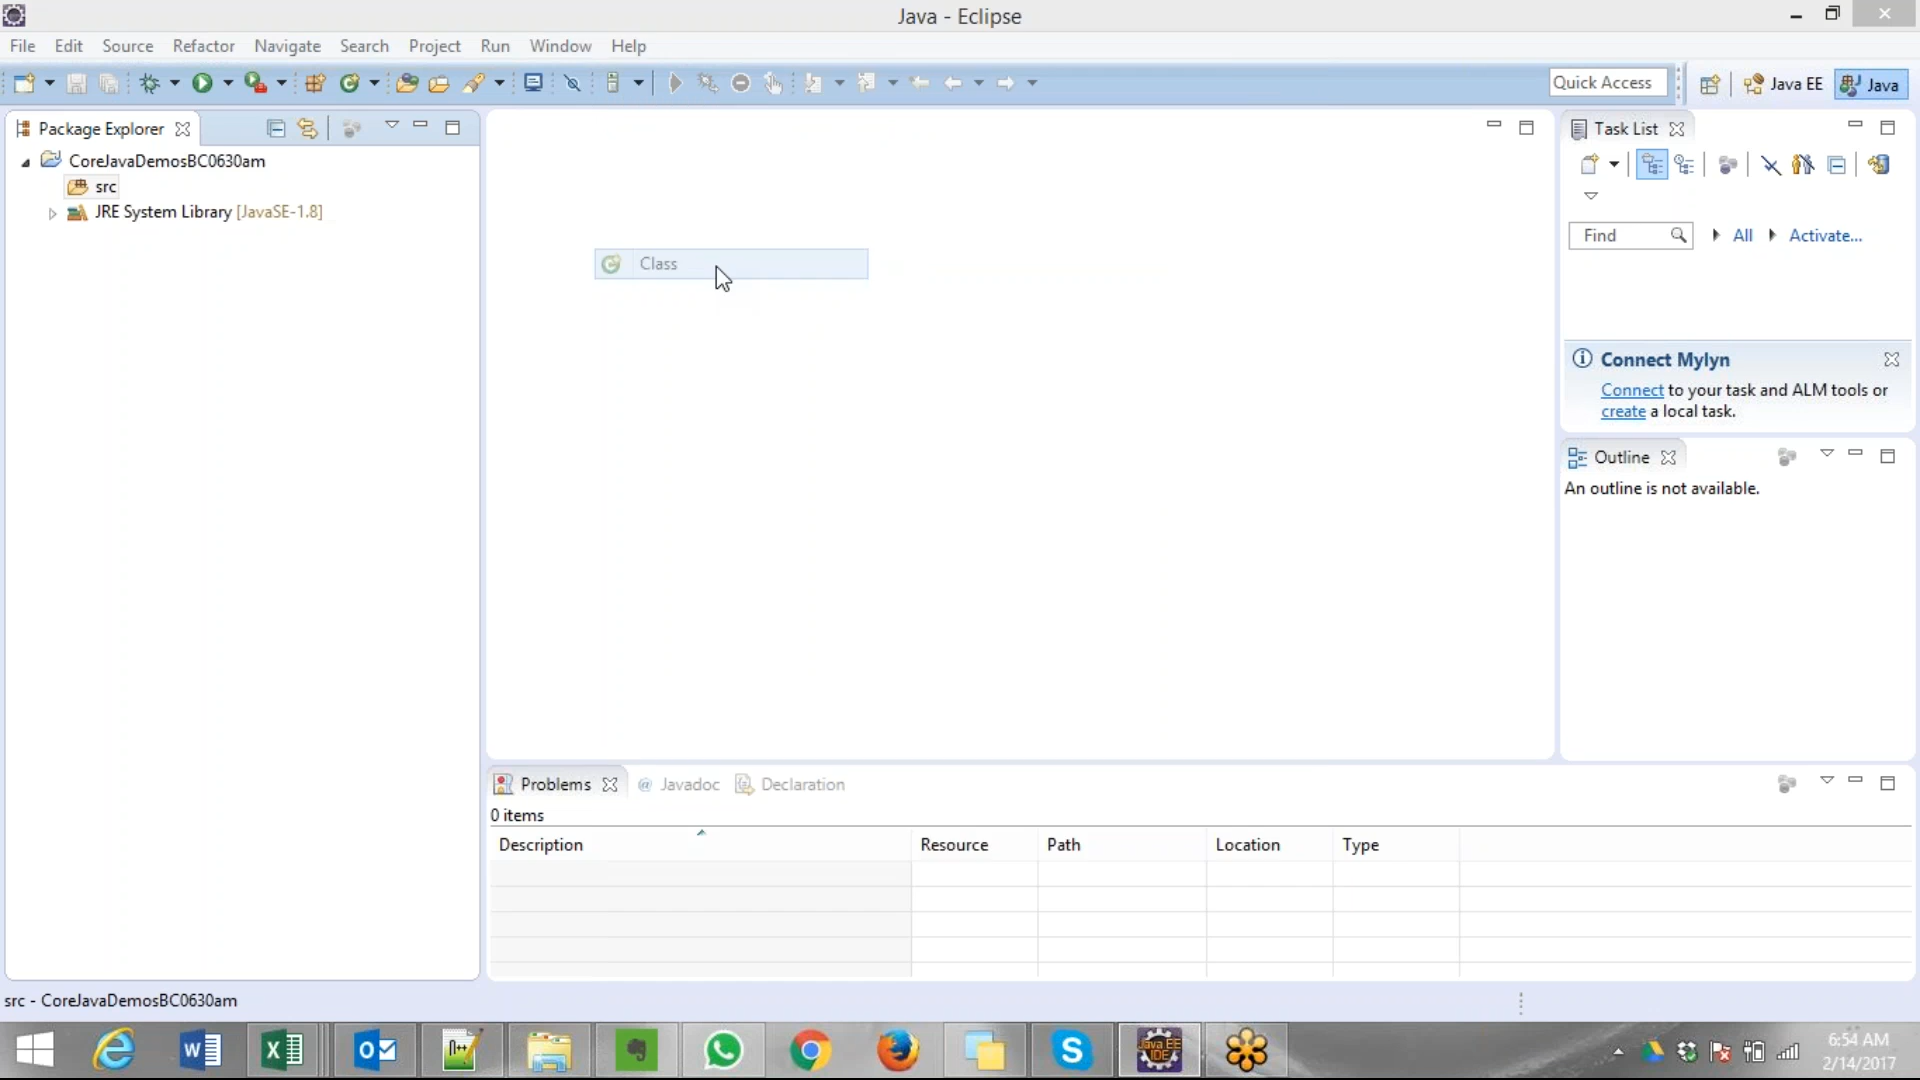 Java - Eclipse
File Edit Source Refactor Navigate Search Project Run Window Help
Quick Access Java EE Java
Package Explorer
CoreJavaDemosBC0630am
src
JRE System Library [JavaSE-1.8]
Class
Task List
Find All Activate...
Connect Mylyn
Connect to your task and ALM tools or
create a local task.
Outline
An outline is not available.
Problems @ Javadoc Declaration
0 items
Description Resource Path Location Type
src - CoreJavaDemosBC0630am
Java EE
IDE
6:54 AM
2/14/2017